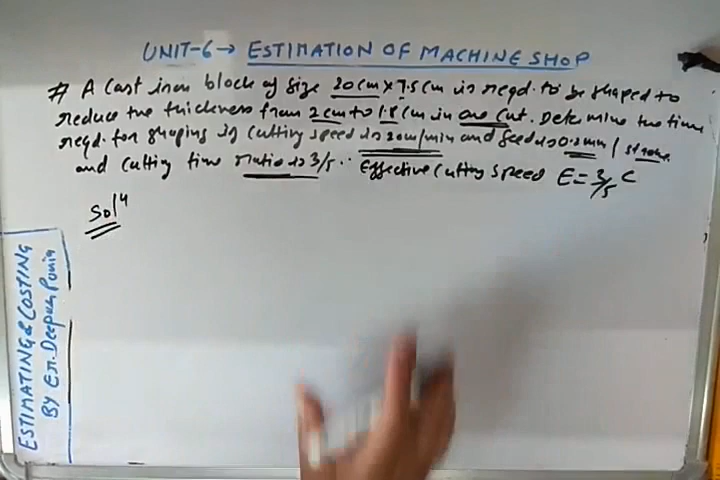 UNIT-6→ ESTIMATION OF MACHINE SHOP
# A Cast iron block of size 20cm×7.5cm is reqd. to be shaped to
reduce the thickness from 2cm to 1.8cm in one cut. Determine the time
reqd. for shaping if cutting speed is 20m/min and feed is 0.2mm/stroke
and cutting time ratio is 3/5. Effective Cutting Speed E=3/5 C
Solⁿ
ESTIMATING & COSTING
BY Er. Deepak Punia